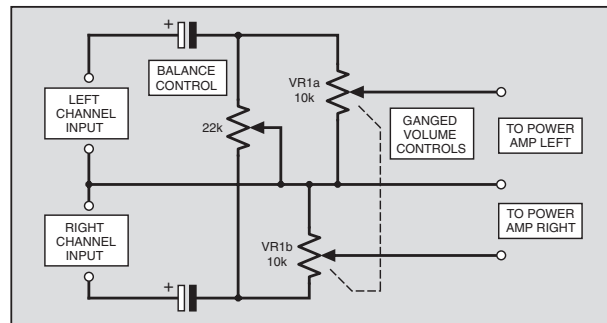 +
BALANCE
CONTROL
VR1a
10k
LEFT
CHANNEL
INPUT
22k
GANGED
VOLUME
CONTROLS
TO POWER
AMP LEFT
RIGHT
CHANNEL
INPUT
VR1b
10k
TO POWER
AMP RIGHT
+